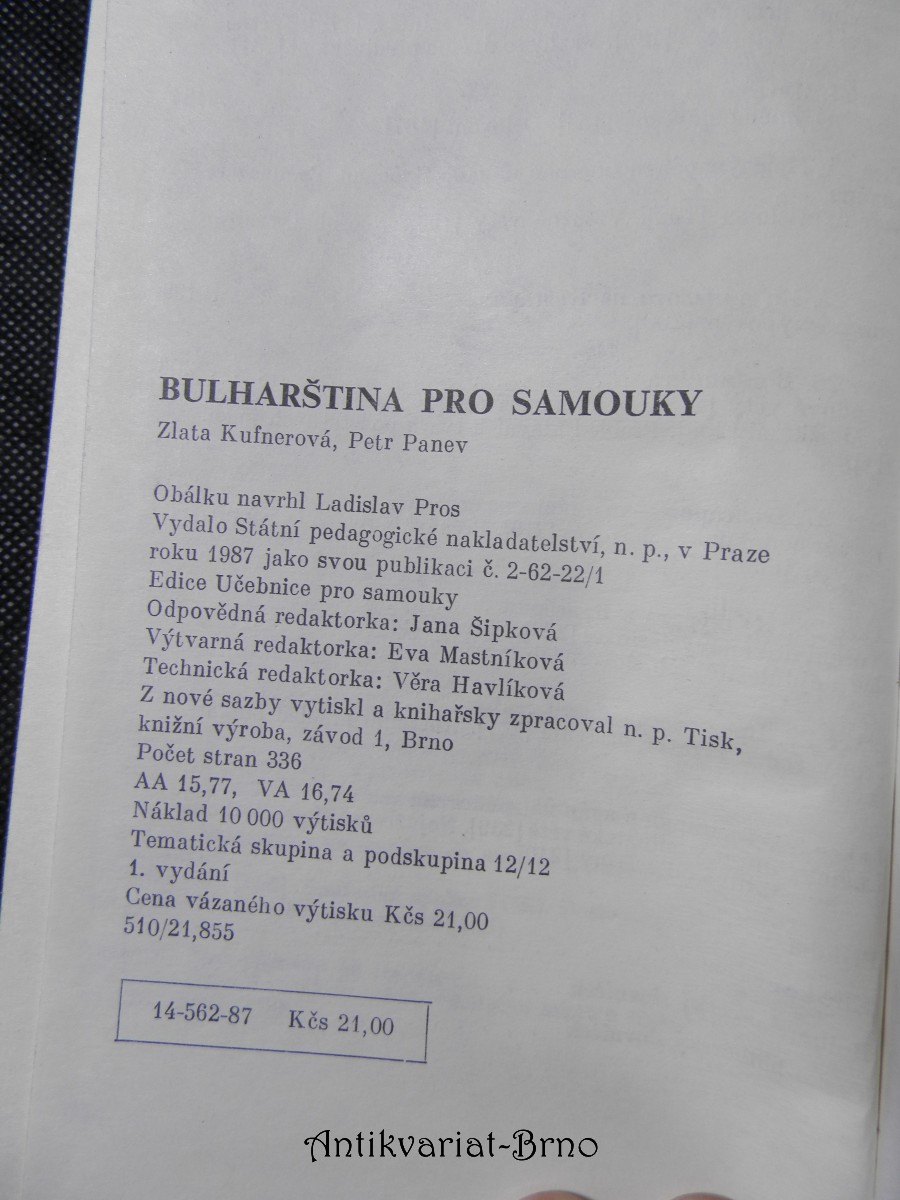 BULHARŠTINA PRO SAMOUKY
Zlata Kufnerová, Petr Panev
Obálku navrhl Ladislav Pros
Vydalo Státní pedagogické nakladatelství, n. p., v Praze
roku 1987 jako svou publikaci č. 2-62-22/1
Edice Učebnice pro samouky
Odpovědná redaktorka: Jana Šipková
Výtvarná redaktorka: Eva Mastníková
Technická redaktorka: Věra Havlíková
Z nové sazby vytiskl a knihařsky zpracoval n. p. Tisk,
knižní výroba, závod 1, Brno
Počet stran 336
AA 15,77, VA 16,74
Náklad 10 000 výtisků
Tematická skupina a podskupina 12/12
1. vydání
Cena vázaného výtisku Kčs 21,00
510/21,855
14-562-87 Kčs 21,00
Antikvariat-Brno